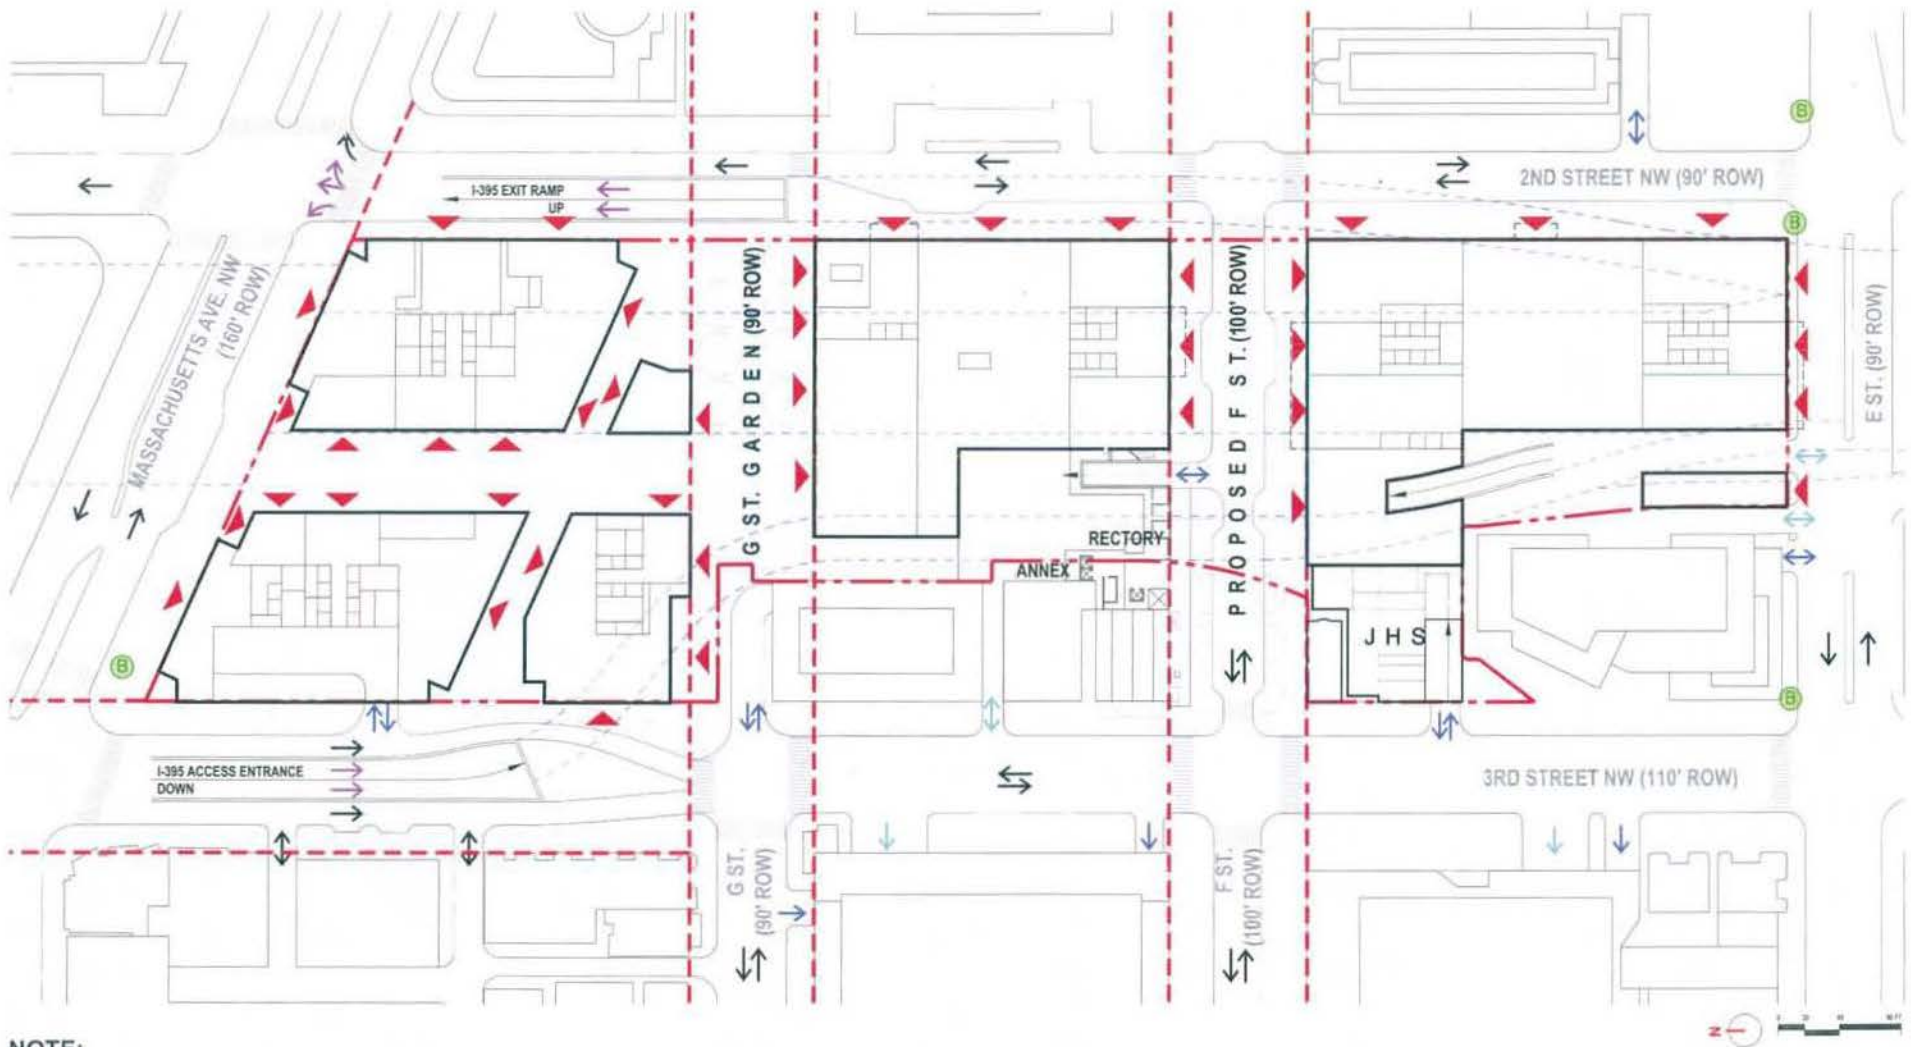 B
I-395 EXIT RAMP
UP
2ND STREET NW (90' ROW)
B
MASSACHUSETTS AVE. NW
(160' ROW)
G ST. GARDEN (90' ROW)
PROPOSED F ST. (100' ROW)
E ST. (90' ROW)
RECTORY
ANNEX
JHS
B
B
I-395 ACCESS ENTRANCE
DOWN
3RD STREET NW (110' ROW)
G ST.
(90' ROW)
F ST.
(100' ROW)
N
NOTE: